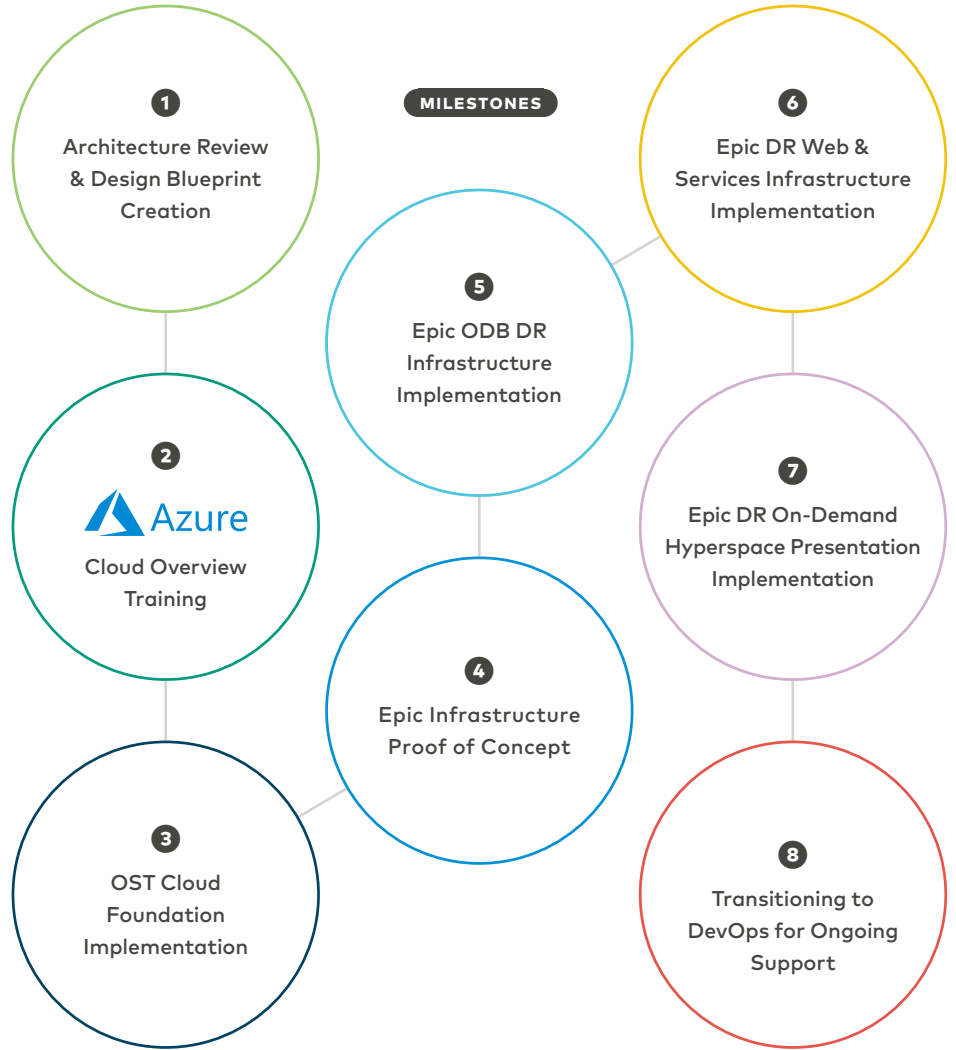 MILESTONES
1
Architecture Review
& Design Blueprint
Creation
2
Azure
Cloud Overview
Training
3
OST Cloud
Foundation
Implementation
4
Epic Infrastructure
Proof of Concept
5
Epic ODB DR
Infrastructure
Implementation
6
Epic DR Web &
Services Infrastructure
Implementation
7
Epic DR On-Demand
Hyperspace Presentation
Implementation
8
Transitioning to
DevOps for Ongoing
Support